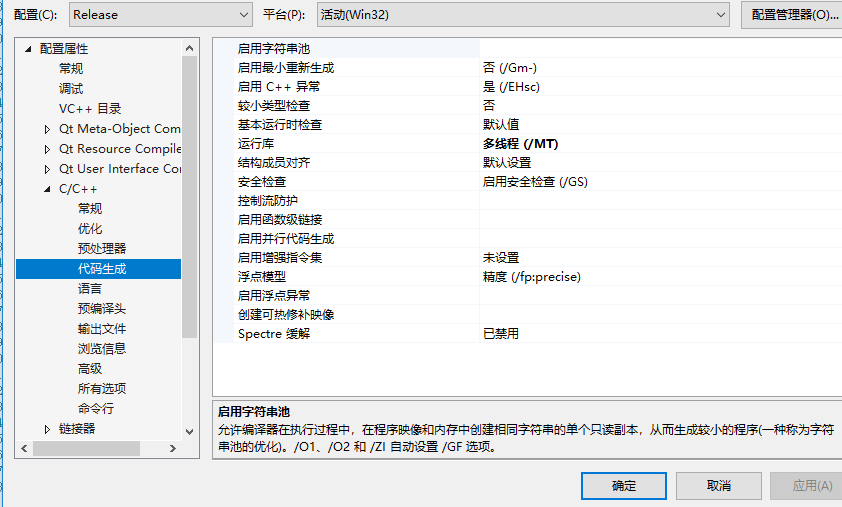 配置(C):
Release
平台(P):
活动(Win32)
配置管理器(O)...
配置属性
常规
调试
VC++ 目录
Qt Meta-Object Com
Qt Resource Compile
Qt User Interface Co
C/C++
常规
优化
预处理器
代码生成
语言
预编译头
输出文件
浏览信息
高级
所有选项
命令行
链接器
启用字符串池
启用最小重新生成 否 (/Gm-)
启用 C++ 异常 是 (/EHsc)
较小类型检查 否
基本运行时检查 默认值
运行库 多线程 (/MT)
结构成员对齐 默认设置
安全检查 启用安全检查 (/GS)
控制流防护
启用函数级链接
启用并行代码生成
启用增强指令集 未设置
浮点模型 精度 (/fp:precise)
启用浮点异常
创建可热修补映像
Spectre 缓解 已禁用
启用字符串池
允许编译器在执行过程中，在程序映像和内存中创建相同字符串的单个只读副本，从而生成较小的程序(一种称为字符
串池的优化)。/O1、/O2 和 /ZI 自动设置 /GF 选项。
确定
取消
应用(A)